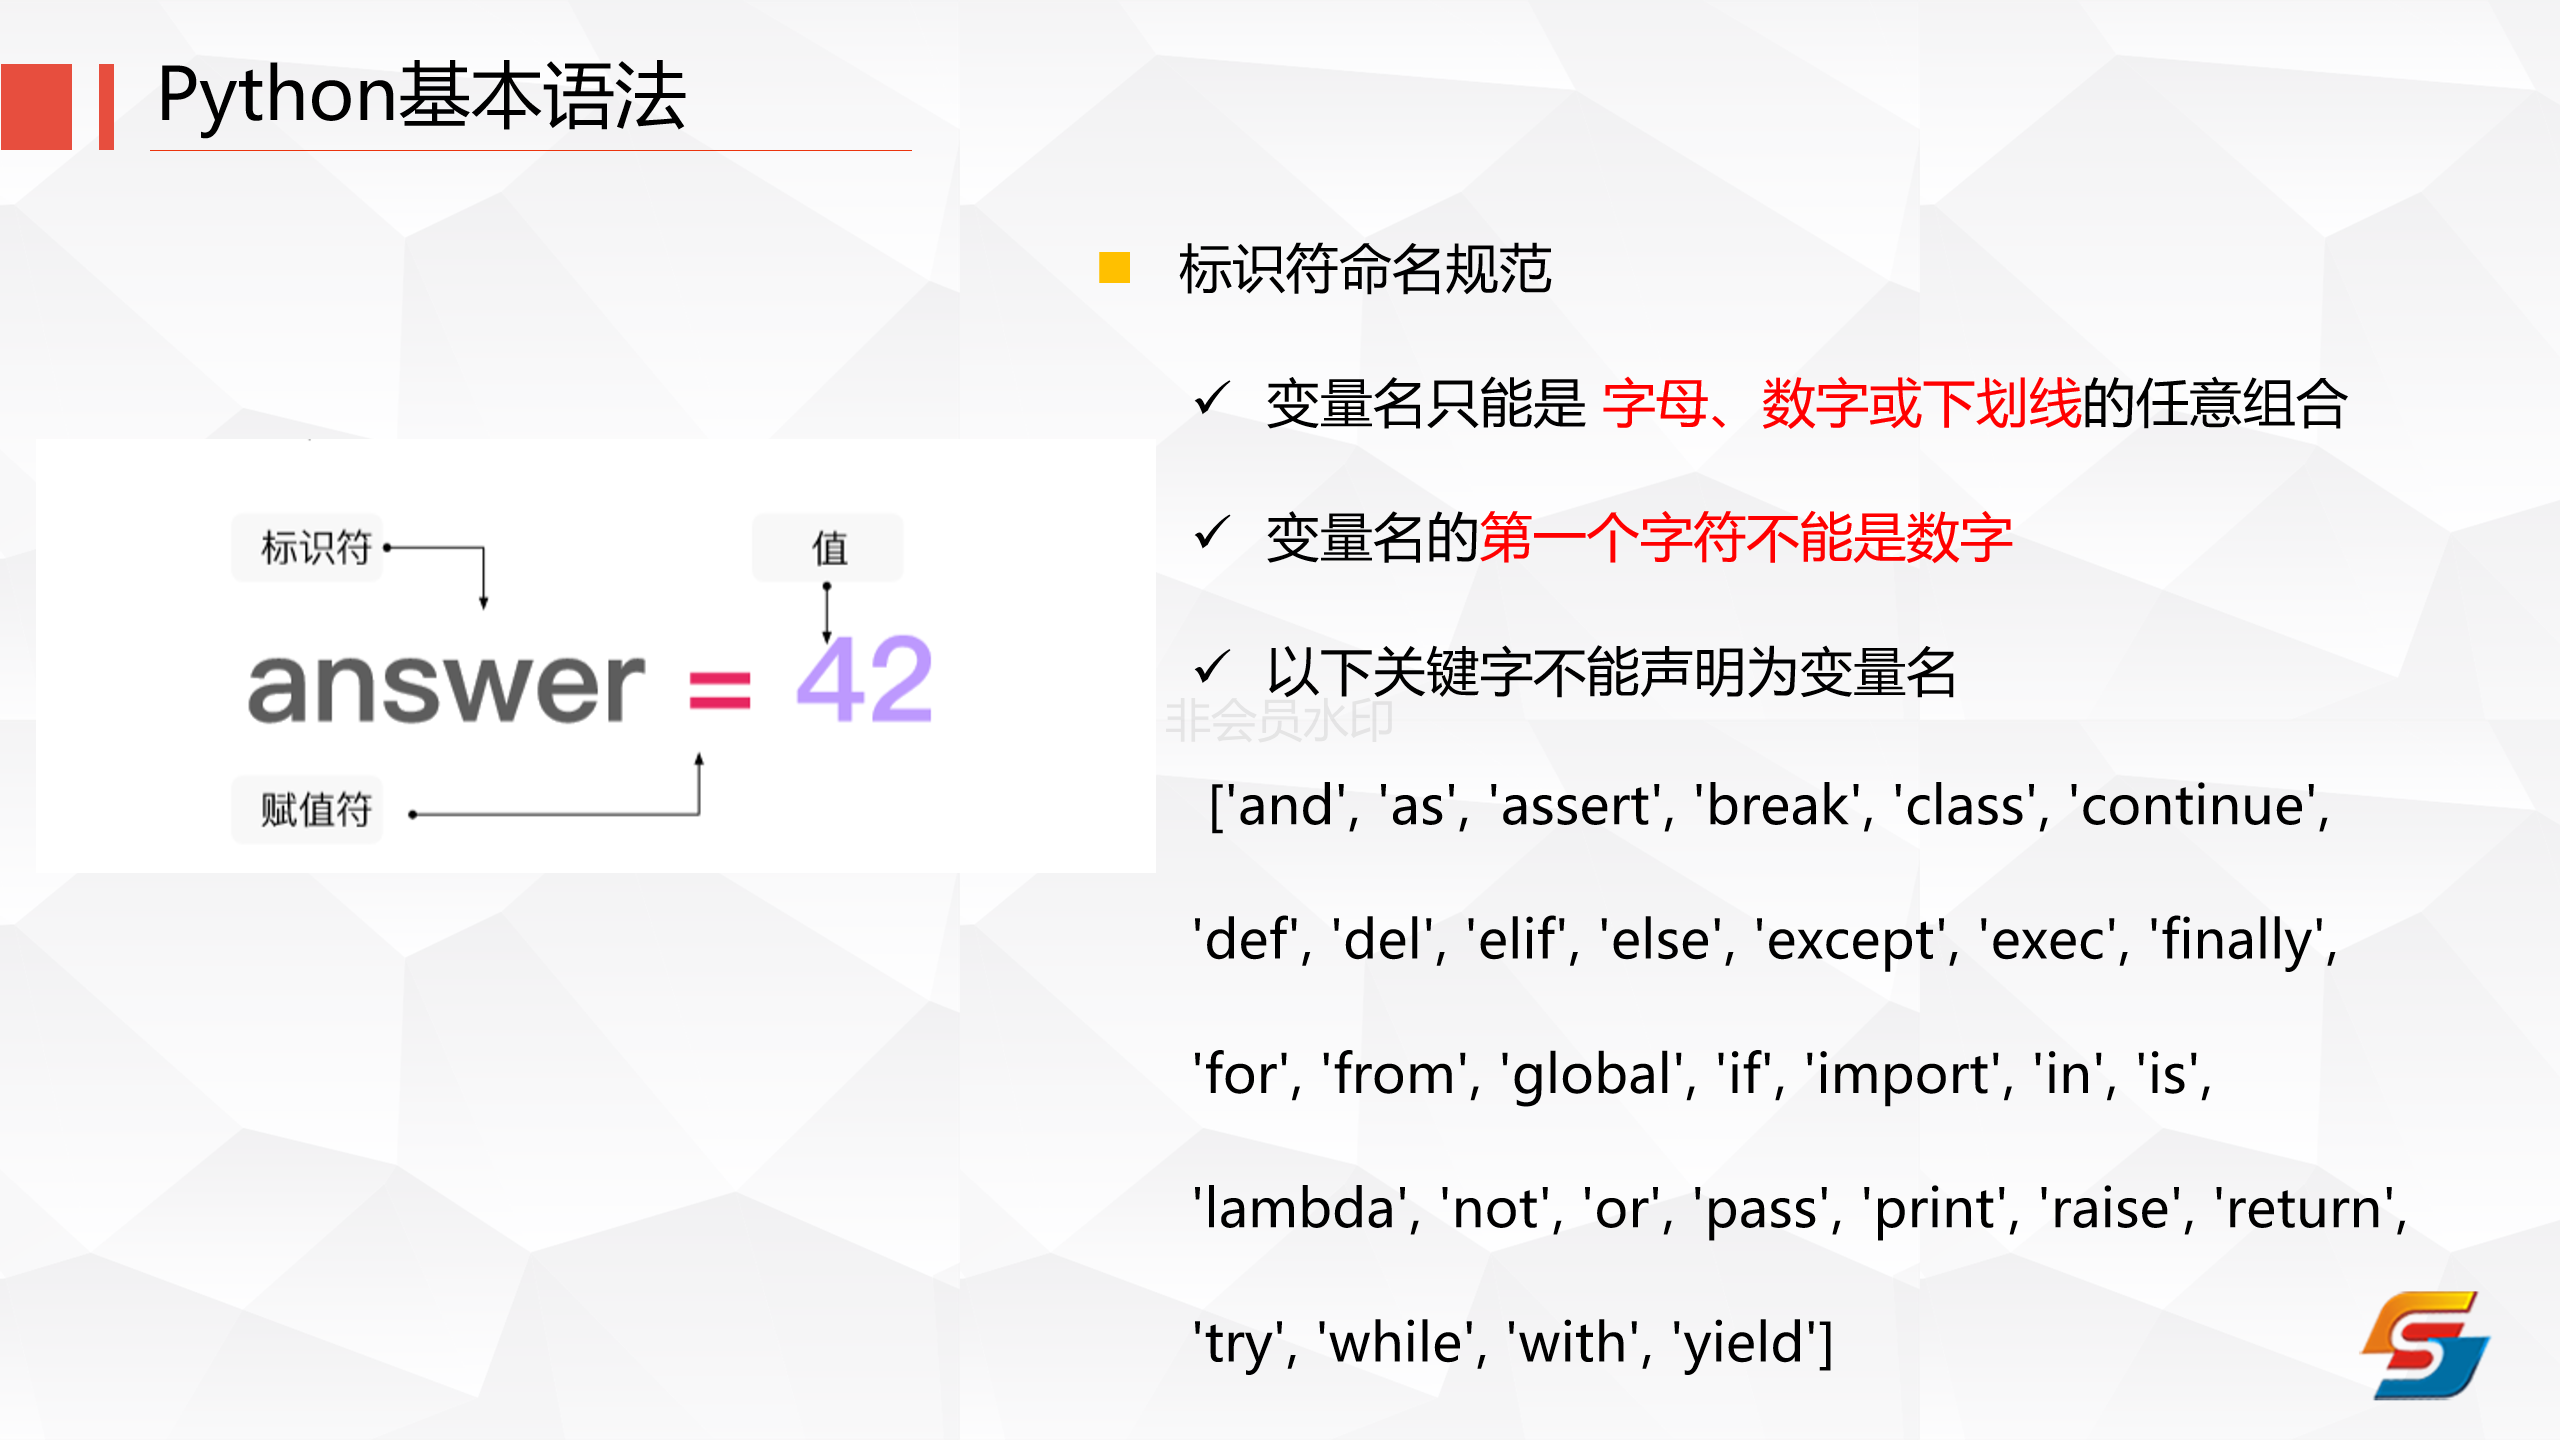 Python基本语法
标识符
值
answer = 42
赋值符
标识符命名规范
变量名只能是 字母、数字或下划线的任意组合
变量名的第一个字符不能是数字
以下关键字不能声明为变量名
非会员水印
['and', 'as', 'assert', 'break', 'class', 'continue',
'def', 'del', 'elif', 'else', 'except', 'exec', 'finally',
'for', 'from', 'global', 'if', 'import', 'in', 'is',
'lambda', 'not', 'or', 'pass', 'print', 'raise', 'return',
'try', 'while', 'with', 'yield']